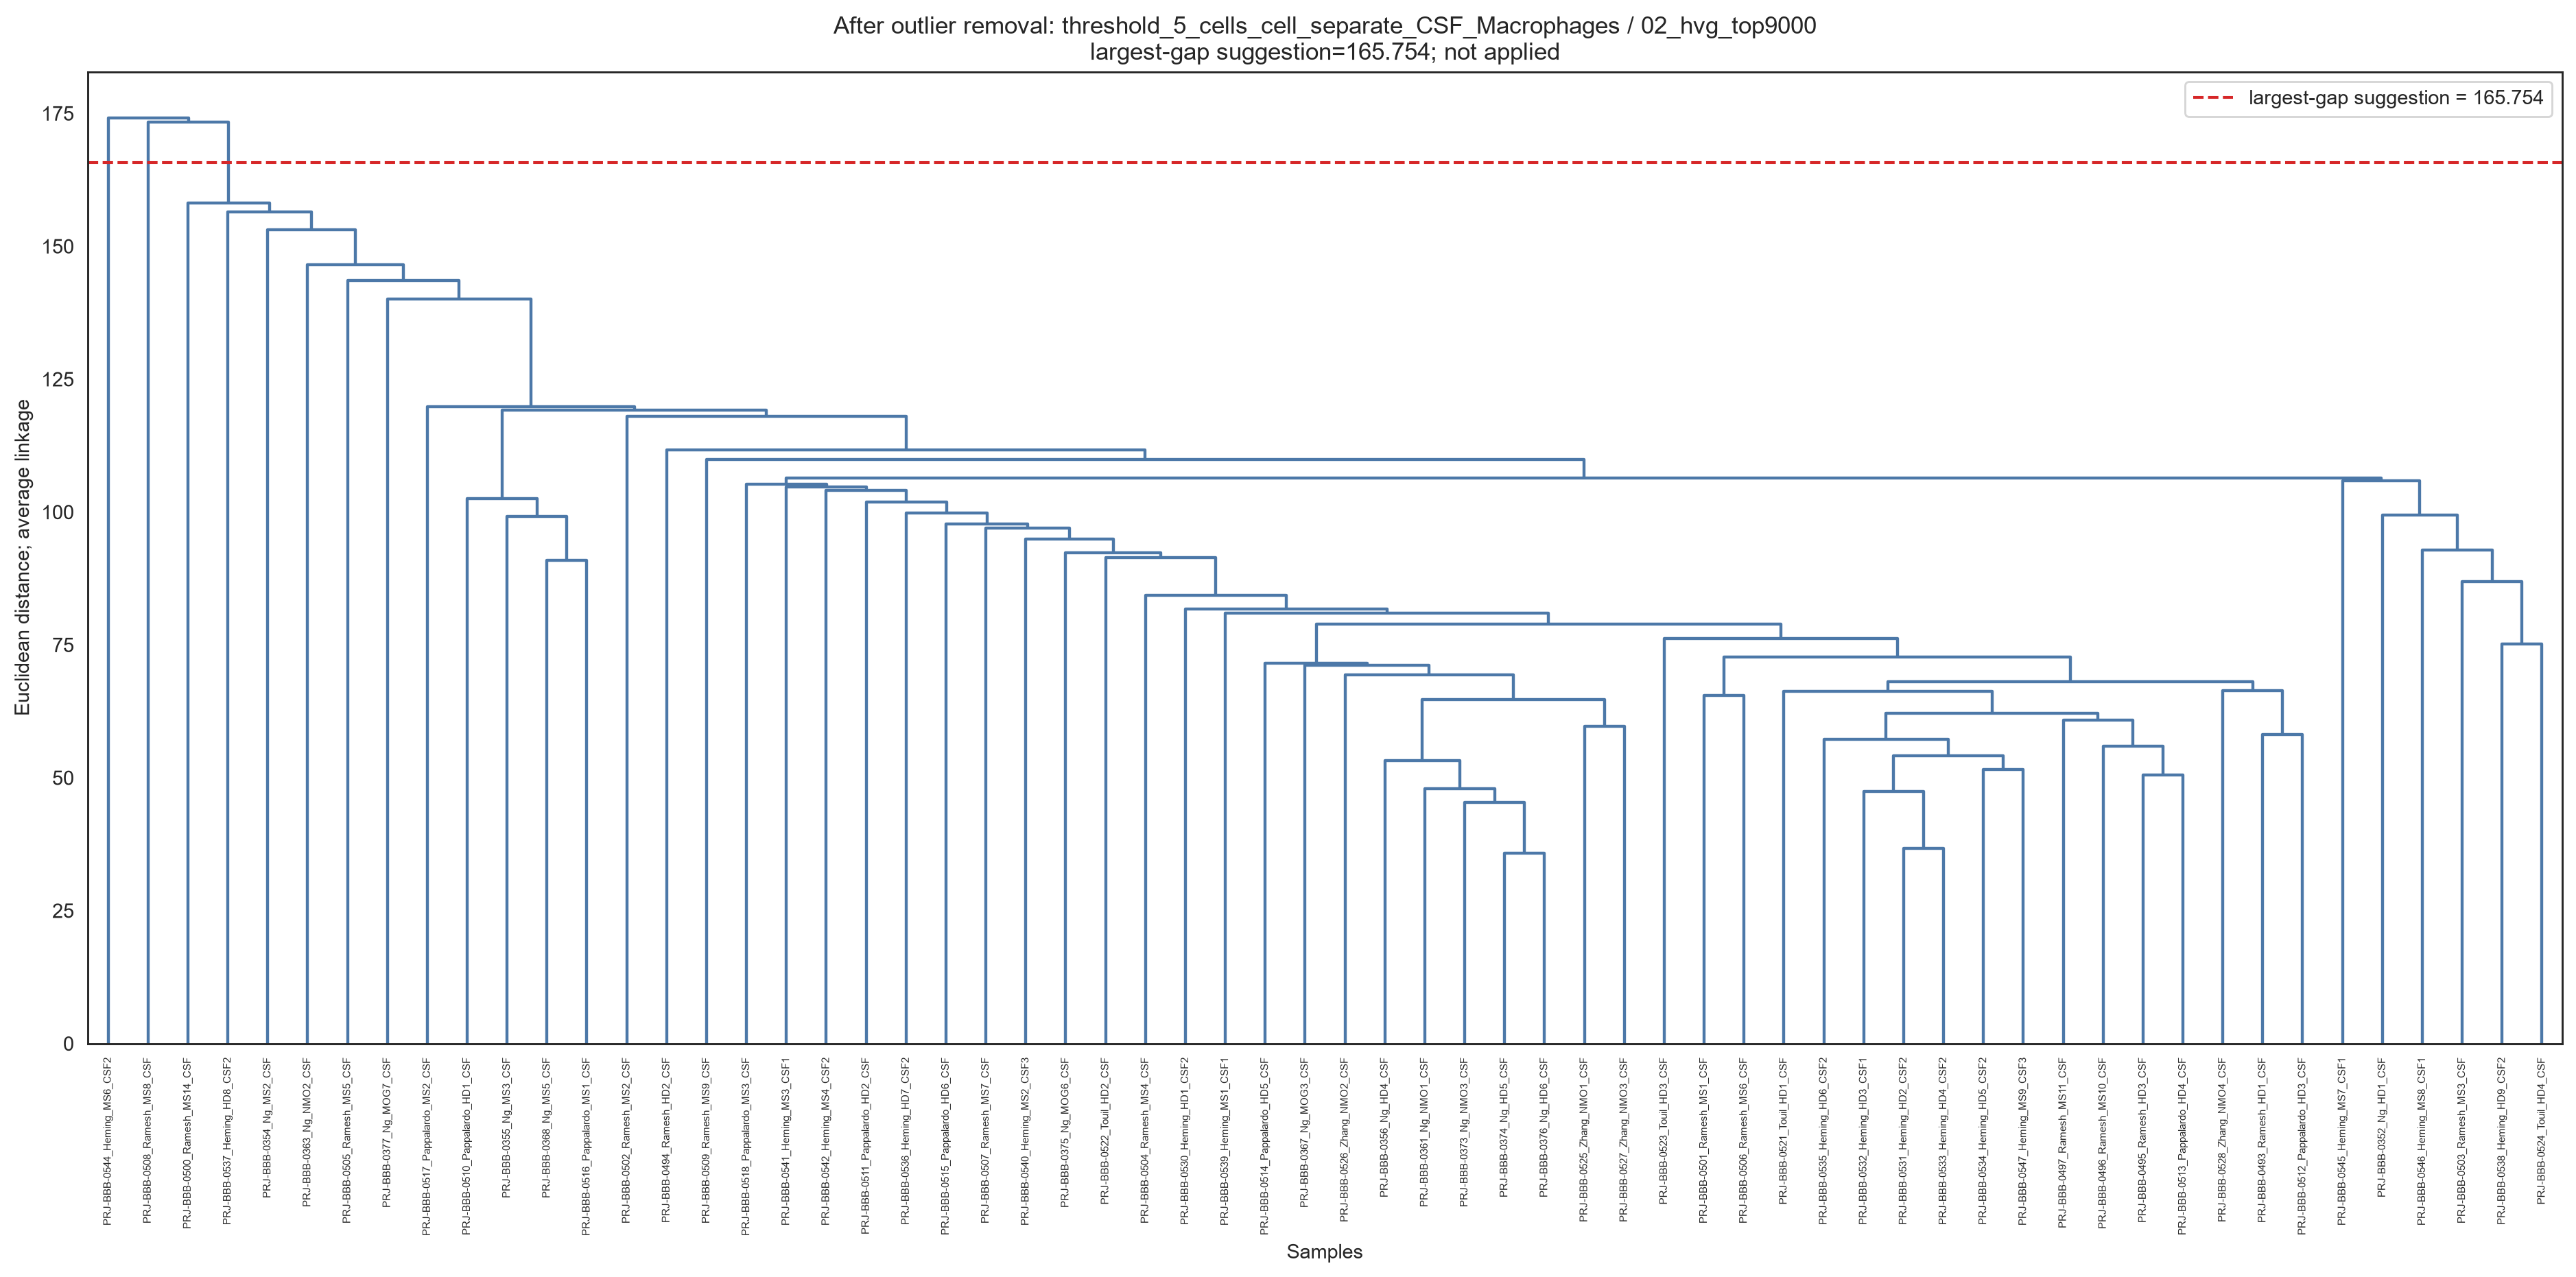 After outlier removal: threshold_5_cells_cell_separate_CSF_Macrophages / 02_hvg_top9000
largest-gap suggestion=165.754; not applied
largest-gap suggestion = 165.754
175
150
125
100
75
50
25
0
Euclidean distance; average linkage
PRJ-BBB-0544_Heming_MS6_CSF2
PRJ-BBB-0508_Ramesh_MS8_CSF
PRJ-BBB-0500_Ramesh_MS14_CSF
PRJ-BBB-0537_Heming_HD8_CSF2
PRJ-BBB-0354_Ng_MS2_CSF
PRJ-BBB-0363_Ng_NMO2_CSF
PRJ-BBB-0505_Ramesh_MS5_CSF
PRJ-BBB-0377_Ng_MOG7_CSF
PRJ-BBB-0517_Pappalardo_MS2_CSF
PRJ-BBB-0510_Pappalardo_HD1_CSF
PRJ-BBB-0355_Ng_MS3_CSF
PRJ-BBB-0368_Ng_MS5_CSF
PRJ-BBB-0516_Pappalardo_MS1_CSF
PRJ-BBB-0502_Ramesh_MS2_CSF
PRJ-BBB-0494_Ramesh_HD2_CSF
PRJ-BBB-0509_Ramesh_MS9_CSF
PRJ-BBB-0518_Pappalardo_MS3_CSF
PRJ-BBB-0541_Heming_MS3_CSF1
PRJ-BBB-0542_Heming_MS4_CSF2
PRJ-BBB-0511_Pappalardo_HD2_CSF
PRJ-BBB-0536_Heming_HD7_CSF2
PRJ-BBB-0515_Pappalardo_HD6_CSF
PRJ-BBB-0507_Ramesh_MS7_CSF
PRJ-BBB-0540_Heming_MS2_CSF3
PRJ-BBB-0375_Ng_MOG6_CSF
PRJ-BBB-0522_Touil_HD2_CSF
PRJ-BBB-0504_Ramesh_MS4_CSF
PRJ-BBB-0530_Heming_HD1_CSF2
PRJ-BBB-0539_Heming_MS1_CSF1
PRJ-BBB-0514_Pappalardo_HD5_CSF
PRJ-BBB-0367_Ng_MOG3_CSF
PRJ-BBB-0526_Zhang_NMO2_CSF
PRJ-BBB-0356_Ng_HD4_CSF
PRJ-BBB-0361_Ng_NMO1_CSF
PRJ-BBB-0373_Ng_NMO3_CSF
PRJ-BBB-0374_Ng_HD5_CSF
PRJ-BBB-0376_Ng_HD6_CSF
PRJ-BBB-0525_Zhang_NMO1_CSF
PRJ-BBB-0527_Zhang_NMO3_CSF
PRJ-BBB-0523_Touil_HD3_CSF
PRJ-BBB-0501_Ramesh_MS1_CSF
PRJ-BBB-0506_Ramesh_MS6_CSF
PRJ-BBB-0521_Touil_HD1_CSF
PRJ-BBB-0535_Heming_HD6_CSF2
PRJ-BBB-0532_Heming_HD3_CSF1
PRJ-BBB-0531_Heming_HD2_CSF2
PRJ-BBB-0533_Heming_HD4_CSF2
PRJ-BBB-0534_Heming_HD5_CSF2
PRJ-BBB-0547_Heming_MS9_CSF3
PRJ-BBB-0497_Ramesh_MS11_CSF
PRJ-BBB-0496_Ramesh_MS10_CSF
PRJ-BBB-0495_Ramesh_HD3_CSF
PRJ-BBB-0513_Pappalardo_HD4_CSF
PRJ-BBB-0528_Zhang_NMO4_CSF
PRJ-BBB-0493_Ramesh_HD1_CSF
PRJ-BBB-0512_Pappalardo_HD3_CSF
PRJ-BBB-0545_Heming_MS7_CSF1
PRJ-BBB-0352_Ng_HD1_CSF
PRJ-BBB-0546_Heming_MS8_CSF1
PRJ-BBB-0503_Ramesh_MS3_CSF
PRJ-BBB-0538_Heming_HD9_CSF2
PRJ-BBB-0524_Touil_HD4_CSF
Samples